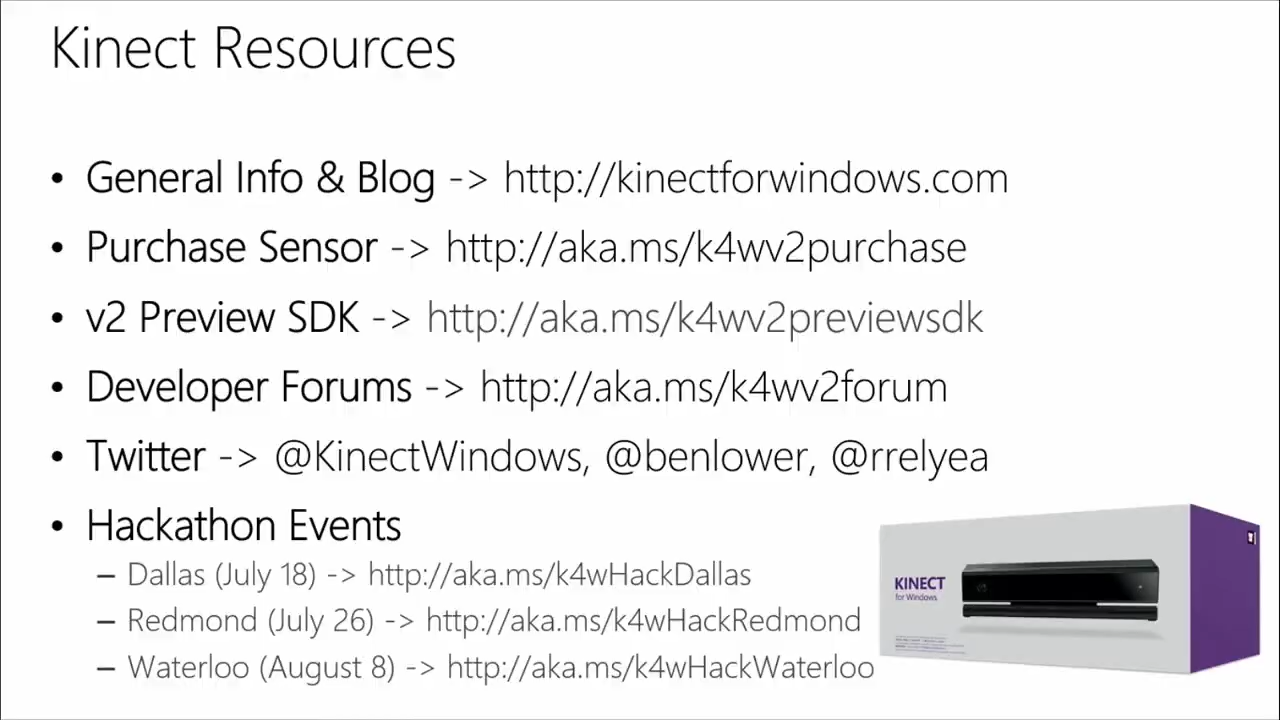 Kinect Resources
• General Info & Blog -> http://kinectforwindows.com
• Purchase Sensor -> http://aka.ms/k4wv2purchase
• v2 Preview SDK -> http://aka.ms/k4wv2previewsdk
• Developer Forums -> http://aka.ms/k4wv2forum
• Twitter -> @KinectWindows, @benlower, @rrelyea
• Hackathon Events
– Dallas (July 18) -> http://aka.ms/k4wHackDallas
– Redmond (July 26) -> http://aka.ms/k4wHackRedmond
– Waterloo (August 8) -> http://aka.ms/k4wHackWaterloo
KINECT
for Windows